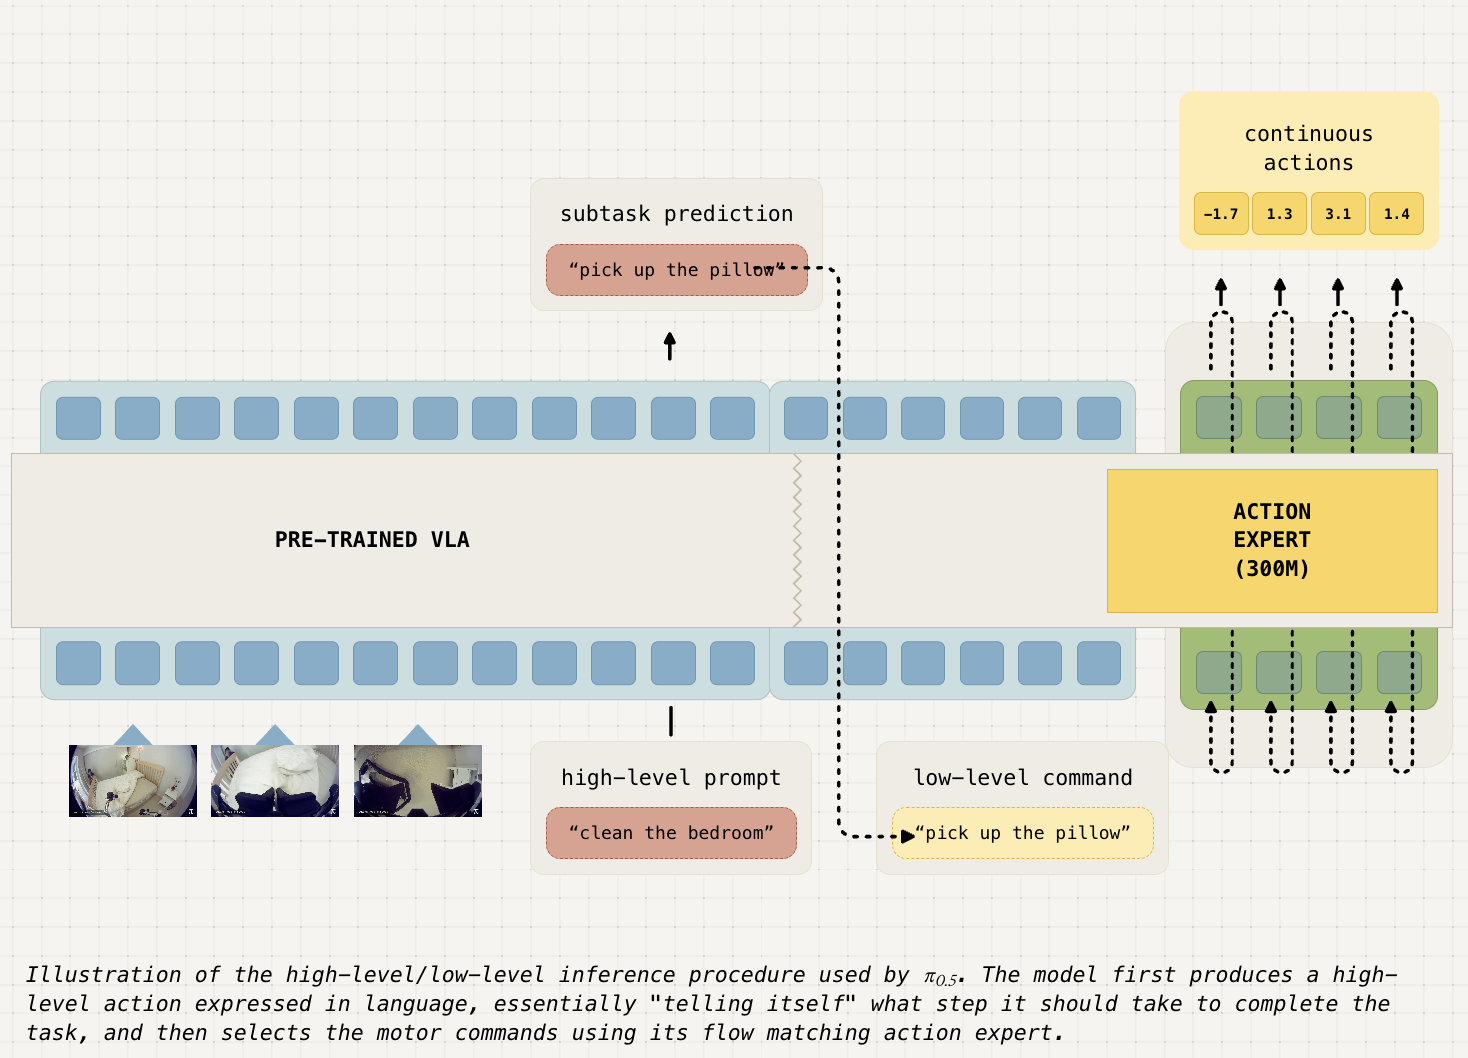 continuous
actions
−1.7 1.3 3.1 1.4
subtask prediction
“pick up the pillow”
PRE−TRAINED VLA
ACTION
EXPERT
(300M)
high−level prompt
“clean the bedroom”
low−level command
“pick up the pillow”
Illustration of the high−level/low−level inference procedure used by π0.5. The model first produces a high−
level action expressed in language, essentially "telling itself" what step it should take to complete the
task, and then selects the motor commands using its flow matching action expert.